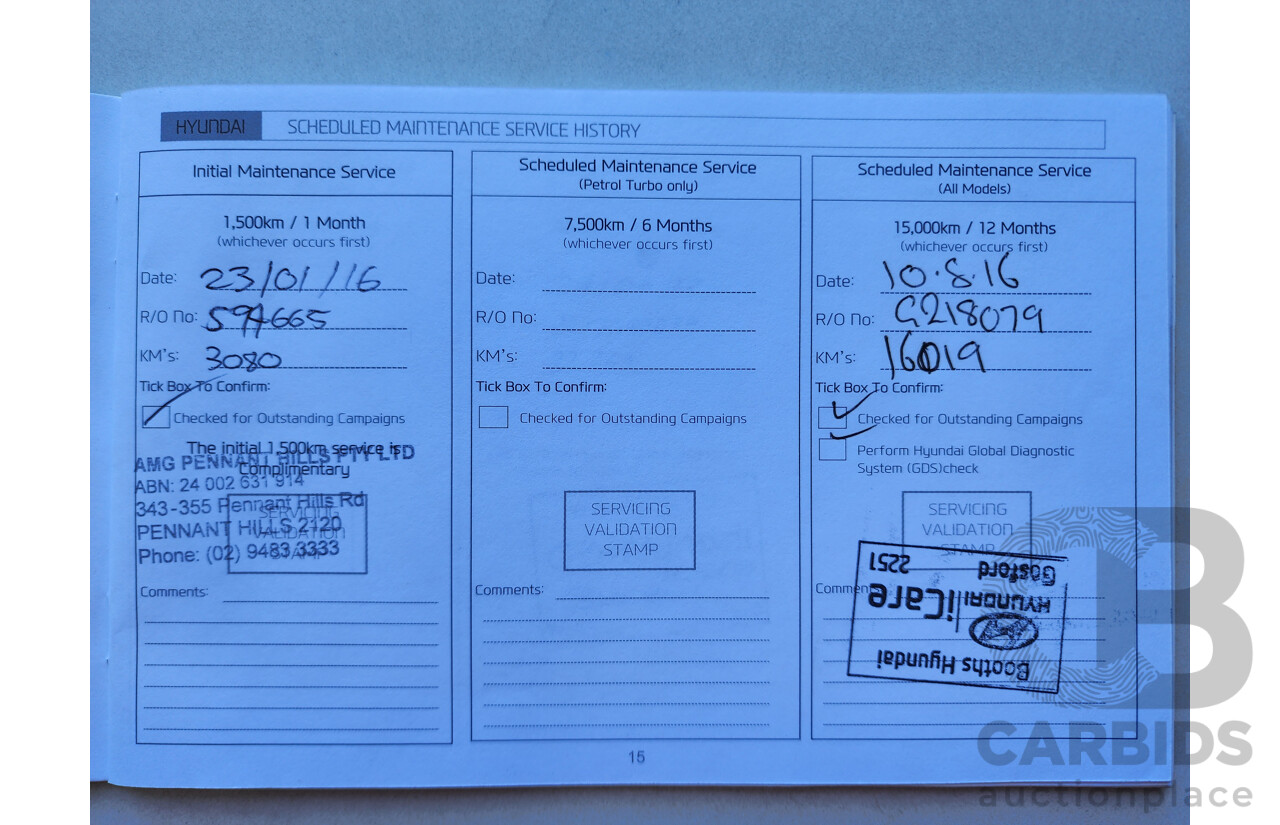 HYUNDAI SCHEDULED MAINTENANCE SERVICE HISTORY
Initial Maintenance Service
1,500km / 1 Month
(whichever occurs first)
Date: 23/01/16
R/O No: 594665
KM's: 3080
Tick Box To Confirm:
Checked for Outstanding Campaigns
The initial 1,500km service is
Complimentary
AMG PENNANT HILLS PTY LTD
ABN: 24 002 631 914
343-355 Pennant Hills Rd
PENNANT HILLS 2120
Phone: (02) 9483 3333
SERVICING
VALIDATION
STAMP
Comments:
Scheduled Maintenance Service
(Petrol Turbo only)
7,500km / 6 Months
(whichever occurs first)
Date:
R/O No:
KM's:
Tick Box To Confirm:
Checked for Outstanding Campaigns
SERVICING
VALIDATION
STAMP
Comments:
Scheduled Maintenance Service
(All Models)
15,000km / 12 Months
(whichever occurs first)
Date: 10.8.16
R/O No: G218079
KM's: 16019
Tick Box To Confirm:
Checked for Outstanding Campaigns
Perform Hyundai Global Diagnostic
System (GDS)check
SERVICING
VALIDATION
STAMP
Comments:
Booths Hyundai
HYUNDAI iCare
Gosford 2251
15
CARBIDS
auctionplace